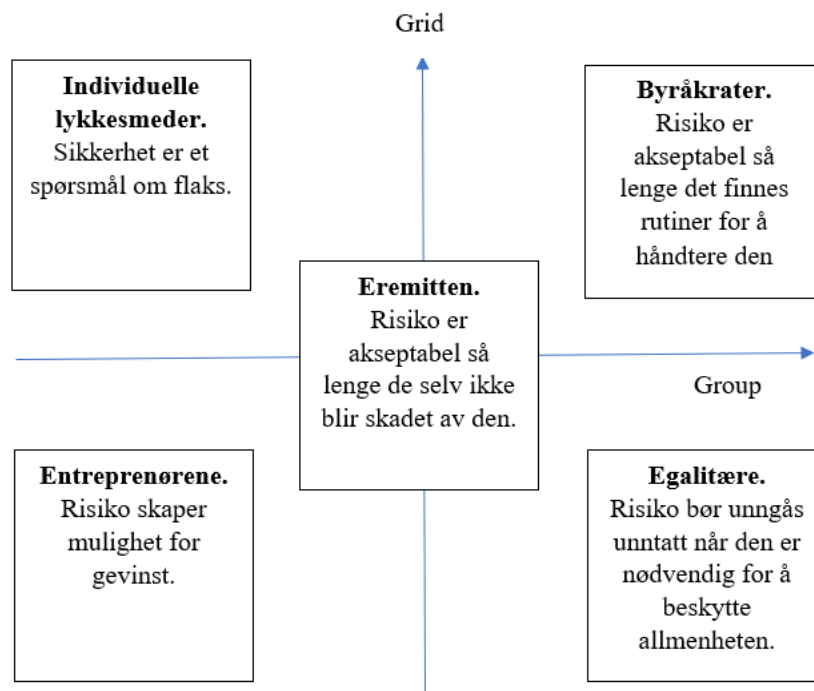 Grid
Individuelle
lykkesmeder.
Sikkerhet er et
spørsmål om flaks.
Byråkrater.
Risiko er
akseptabel så
lenge det finnes
rutiner for å
håndtere den
Eremitten.
Risiko er
akseptabel så
lenge de selv ikke
blir skadet av den.
Group
Entreprenørene.
Risiko skaper
mulighet for
gevinst.
Egalitære.
Risiko bør unngås
unntatt når den er
nødvendig for å
beskytte
allmenheten.